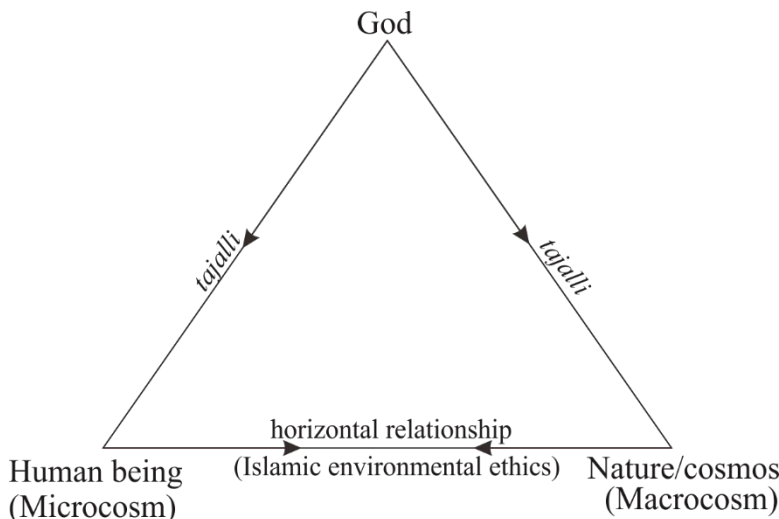 God
tajalli
tajalli
horizontal relationship
(Islamic environmental ethics)
Human being
(Microcosm)
Nature/cosmos
(Macrocosm)